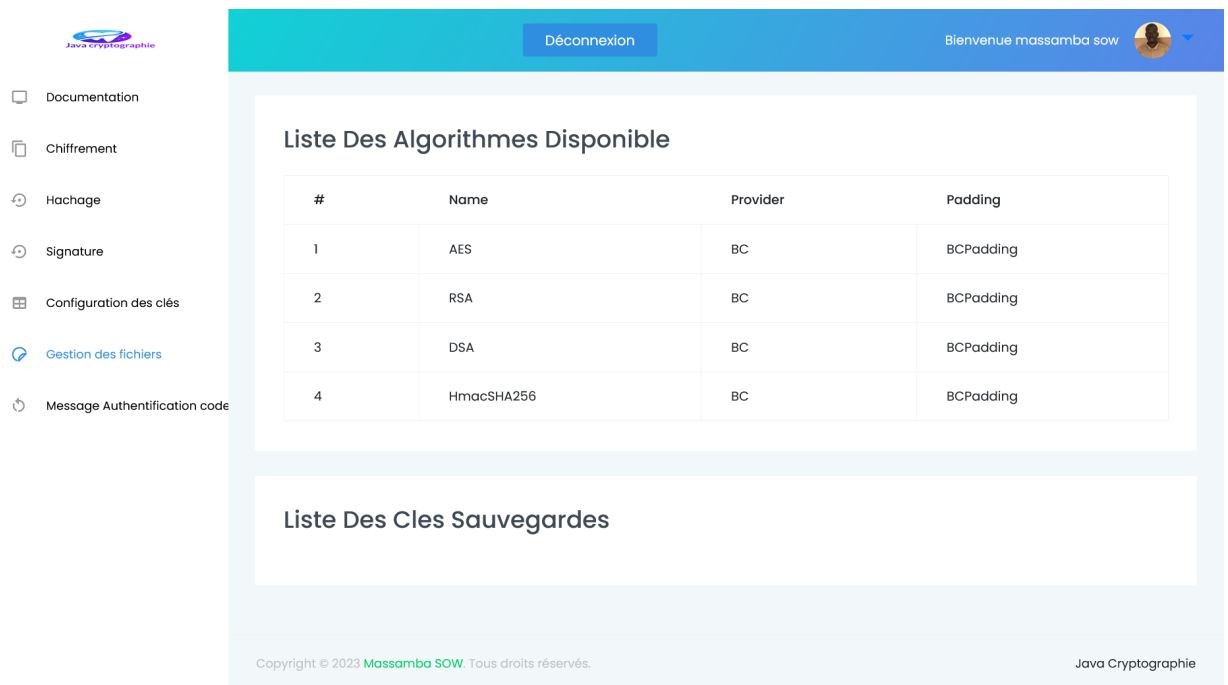 Java cryptographie
Déconnexion
Bienvenue massamba sow
Documentation
Chiffrement
Hachage
Signature
Configuration des clés
Gestion des fichiers
Message Authentification code
Liste Des Algorithmes Disponible
# Name Provider Padding
1 AES BC BCPadding
2 RSA BC BCPadding
3 DSA BC BCPadding
4 HmacSHA256 BC BCPadding
Liste Des Cles Sauvegardes
Copyright © 2023 Massamba SOW. Tous droits réservés.
Java Cryptographie